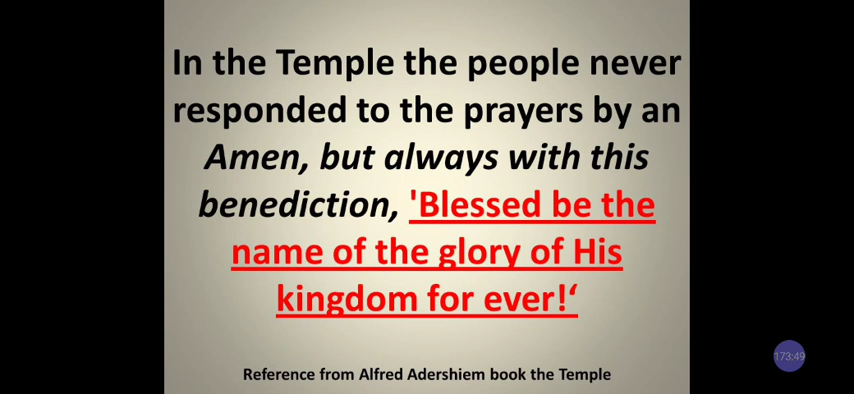 In the Temple the people never
responded to the prayers by an
Amen, but always with this
benediction, 'Blessed be the
name of the glory of His
kingdom for ever!‘
173:49
Reference from Alfred Adershiem book the Temple